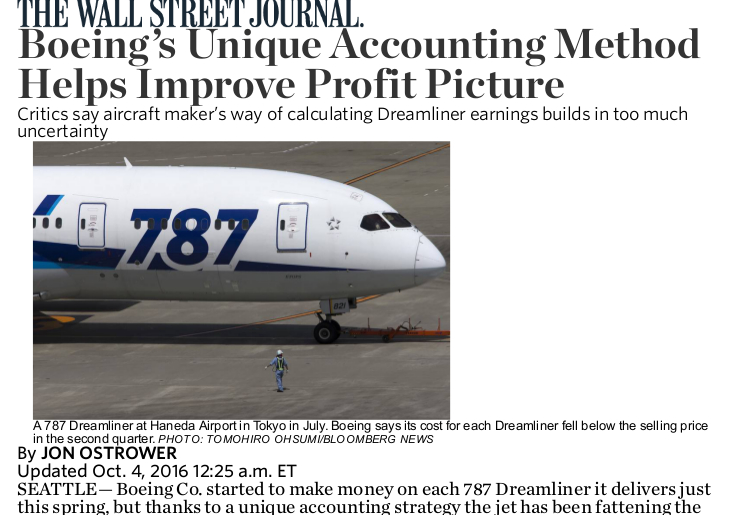 THE WALL STREET JOURNAL.
Boeing’s Unique Accounting Method
Helps Improve Profit Picture
Critics say aircraft maker’s way of calculating Dreamliner earnings builds in too much
uncertainty
787
821
A 787 Dreamliner at Haneda Airport in Tokyo in July. Boeing says its cost for each Dreamliner fell below the selling price
in the second quarter. PHOTO: TOMOHIRO OHSUMI/BLOOMBERG NEWS
By JON OSTROWER
Updated Oct. 4, 2016 12:25 a.m. ET
SEATTLE— Boeing Co. started to make money on each 787 Dreamliner it delivers just
this spring, but thanks to a unique accounting strategy the jet has been fattening the